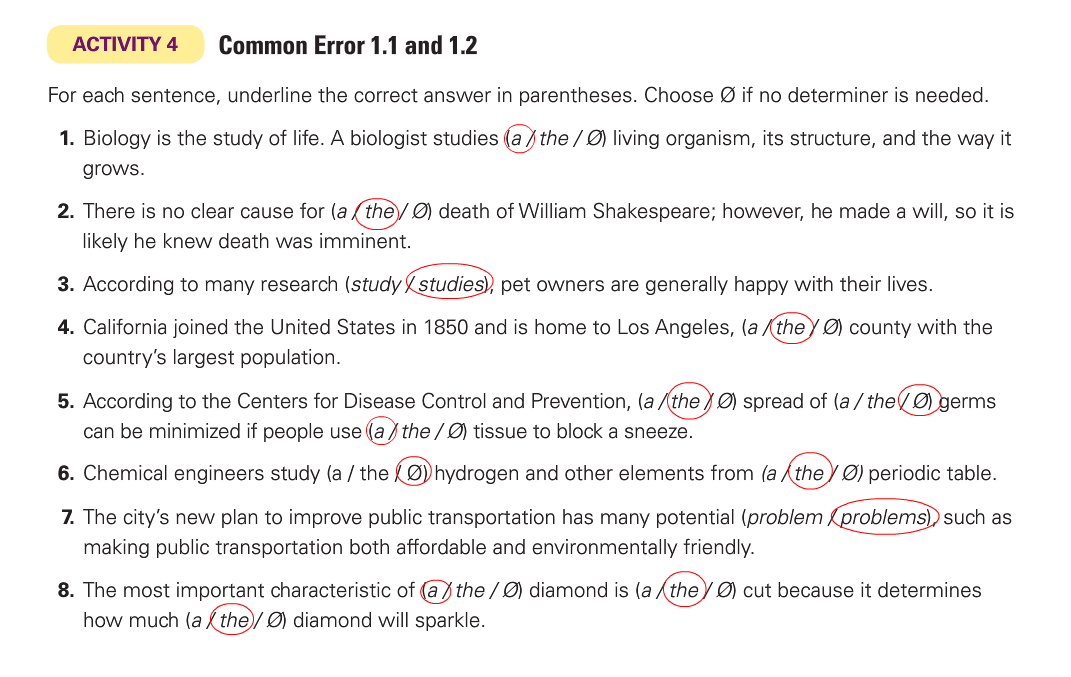 ACTIVITY 4 Common Error 1.1 and 1.2
For each sentence, underline the correct answer in parentheses. Choose Ø if no determiner is needed.
1. Biology is the study of life. A biologist studies (a / the / Ø) living organism, its structure, and the way it
grows.
2. There is no clear cause for (a / the / Ø) death of William Shakespeare; however, he made a will, so it is
likely he knew death was imminent.
3. According to many research (study / studies), pet owners are generally happy with their lives.
4. California joined the United States in 1850 and is home to Los Angeles, (a / the / Ø) county with the
country's largest population.
5. According to the Centers for Disease Control and Prevention, (a / the / Ø) spread of (a / the / Ø) germs
can be minimized if people use (a / the / Ø) tissue to block a sneeze.
6. Chemical engineers study (a / the / Ø) hydrogen and other elements from (a / the / Ø) periodic table.
7. The city's new plan to improve public transportation has many potential (problem / problems), such as
making public transportation both affordable and environmentally friendly.
8. The most important characteristic of (a / the / Ø) diamond is (a / the / Ø) cut because it determines
how much (a / the / Ø) diamond will sparkle.